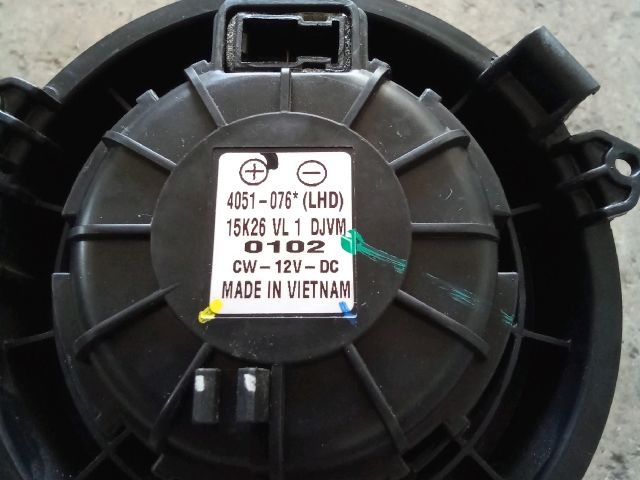 + −
4051-076* (LHD)
15K26 VL 1 DJVM
0102
CW-12V-DC
MADE IN VIETNAM